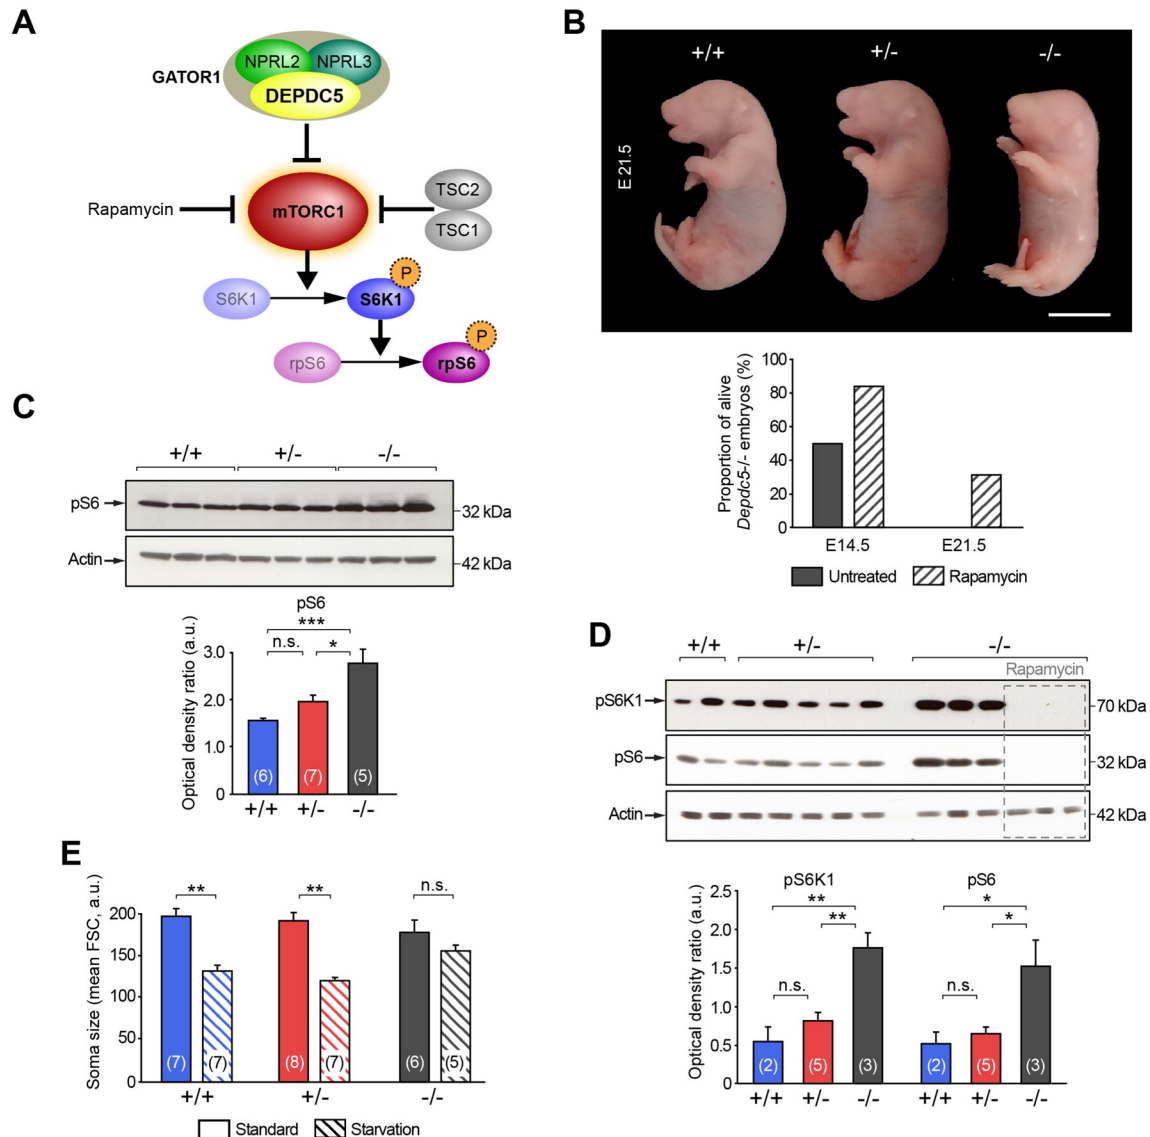 A
NPRL2
NPRL3
GATOR1
DEPDC5
Rapamycin
mTORC1
TSC2
TSC1
S6K1
S6K1
P
rpS6
rpS6
P
B
+/+
+/-
-/-
E 21.5
Proportion of alive
Depdc5-/- embryos (%)
100
80
60
40
20
0
E14.5
E21.5
Untreated
Rapamycin
C
+/+
+/-
-/-
pS6
32 kDa
Actin
42 kDa
pS6
***
n.s.
*
Optical density ratio (a.u.)
3.0
2.0
1.0
0
(6)
(7)
(5)
+/+
+/-
-/-
D
+/+
+/-
-/-
Rapamycin
pS6K1
70 kDa
pS6
32 kDa
Actin
42 kDa
pS6K1
pS6
Optical density ratio (a.u.)
2.5
2.0
1.5
1.0
0.5
0
**
**
n.s.
*
*
n.s.
(2)
(5)
(3)
(2)
(5)
(3)
+/+
+/-
-/-
+/+
+/-
-/-
E
Soma size (mean FSC, a.u.)
200
150
100
50
0
**
**
n.s.
(7)
(7)
(8)
(7)
(6)
(5)
+/+
+/-
-/-
Standard
Starvation